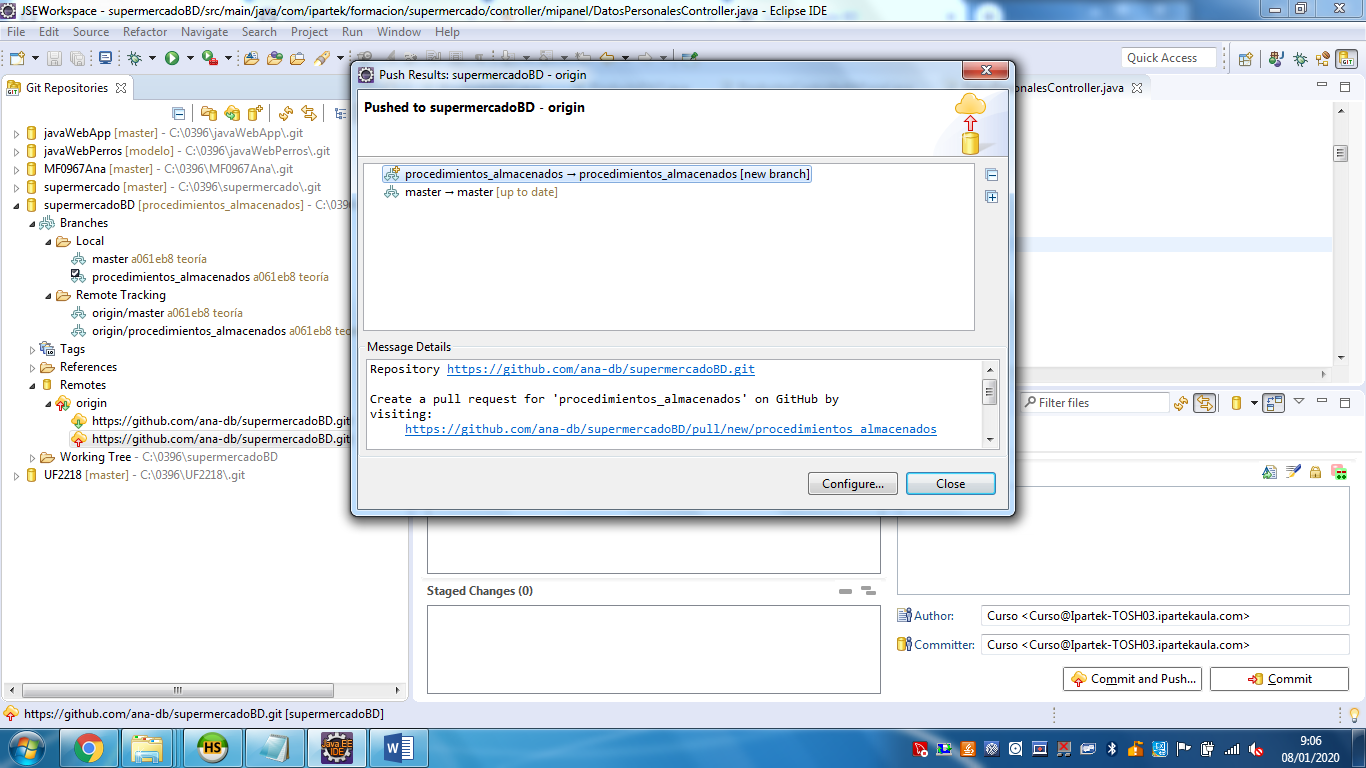 JSEWorkspace - supermercadoBD/src/main/java/com/ipartek/formacion/supermercado/controller/mipanel/DatosPersonalesController.java - Eclipse IDE
File Edit Source Refactor Navigate Search Project Run Window Help
Quick Access
Git Repositories
onalesController.java
Push Results: supermercadoBD - origin
Pushed to supermercadoBD - origin
procedimientos_almacenados → procedimientos_almacenados [new branch]
master → master [up to date]
Message Details
Repository https://github.com/ana-db/supermercadoBD.git
Create a pull request for 'procedimientos_almacenados' on GitHub by
visiting:
https://github.com/ana-db/supermercadoBD/pull/new/procedimientos_almacenados
Configure...
Close
javaWebApp [master] - C:\0396\javaWebApp\.git
javaWebPerros [modelo] - C:\0396\javaWebPerros\.git
MF0967Ana [master] - C:\0396\MF0967Ana\.git
supermercado [master] - C:\0396\supermercado\.git
supermercadoBD [procedimientos_almacenados] - C:\039
Branches
Local
master a061eb8 teoría
procedimientos_almacenados a061eb8 teoría
Remote Tracking
origin/master a061eb8 teoría
origin/procedimientos_almacenados a061eb8 teo
Tags
References
Remotes
origin
https://github.com/ana-db/supermercadoBD.git
https://github.com/ana-db/supermercadoBD.git
Working Tree - C:\0396\supermercadoBD
UF2218 [master] - C:\0396\UF2218\.git
Filter files
Staged Changes (0)
Author: Curso <Curso@Ipartek-TOSH03.ipartekaula.com>
Committer: Curso <Curso@Ipartek-TOSH03.ipartekaula.com>
Commit and Push...
Commit
https://github.com/ana-db/supermercadoBD.git [supermercadoBD]
HS
Java EE
IDE
W
9:06
08/01/2020